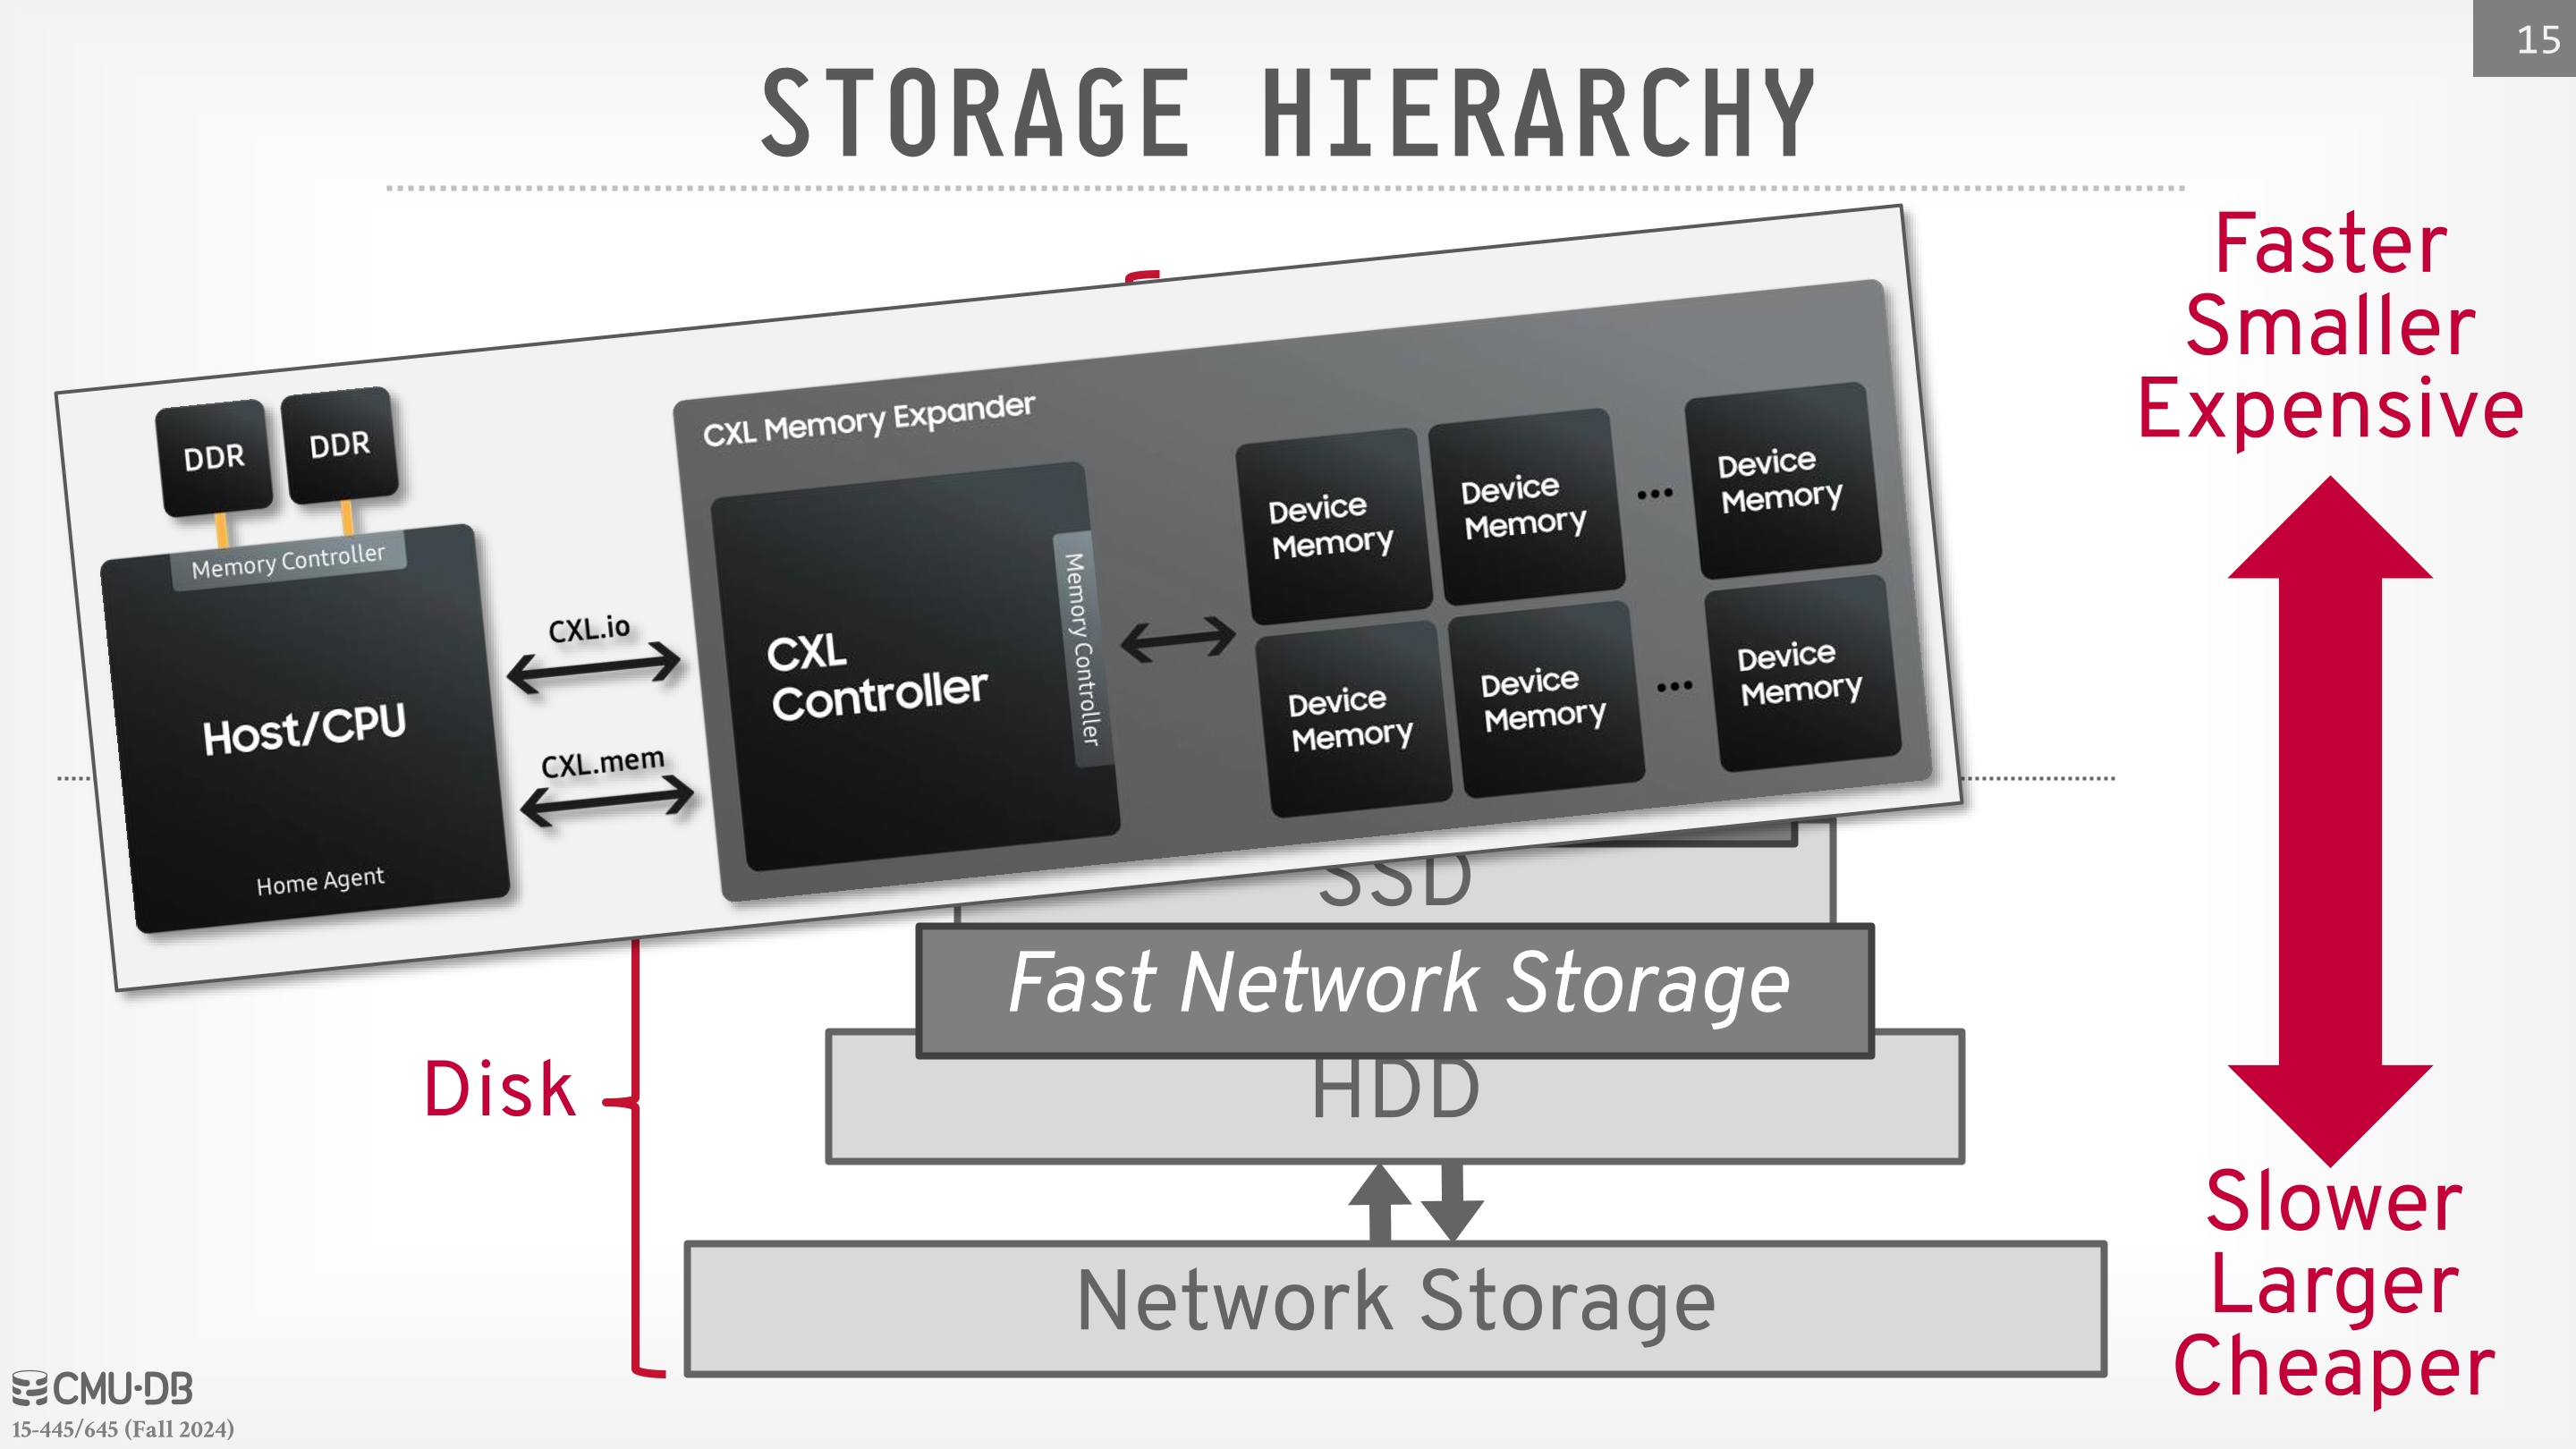 15
STORAGE HIERARCHY
Faster
Smaller
Expensive
DDR
DDR
Memory Controller
Host/CPU
Home Agent
CXL.io
CXL.mem
CXL Memory Expander
CXL
Controller
Memory Controller
Device
Memory
Device
Memory
...
Device
Memory
Device
Memory
Device
Memory
...
Device
Memory
SSD
Fast Network Storage
Disk
HDD
Network Storage
Slower
Larger
Cheaper
CMU·DB
15-445/645 (Fall 2024)